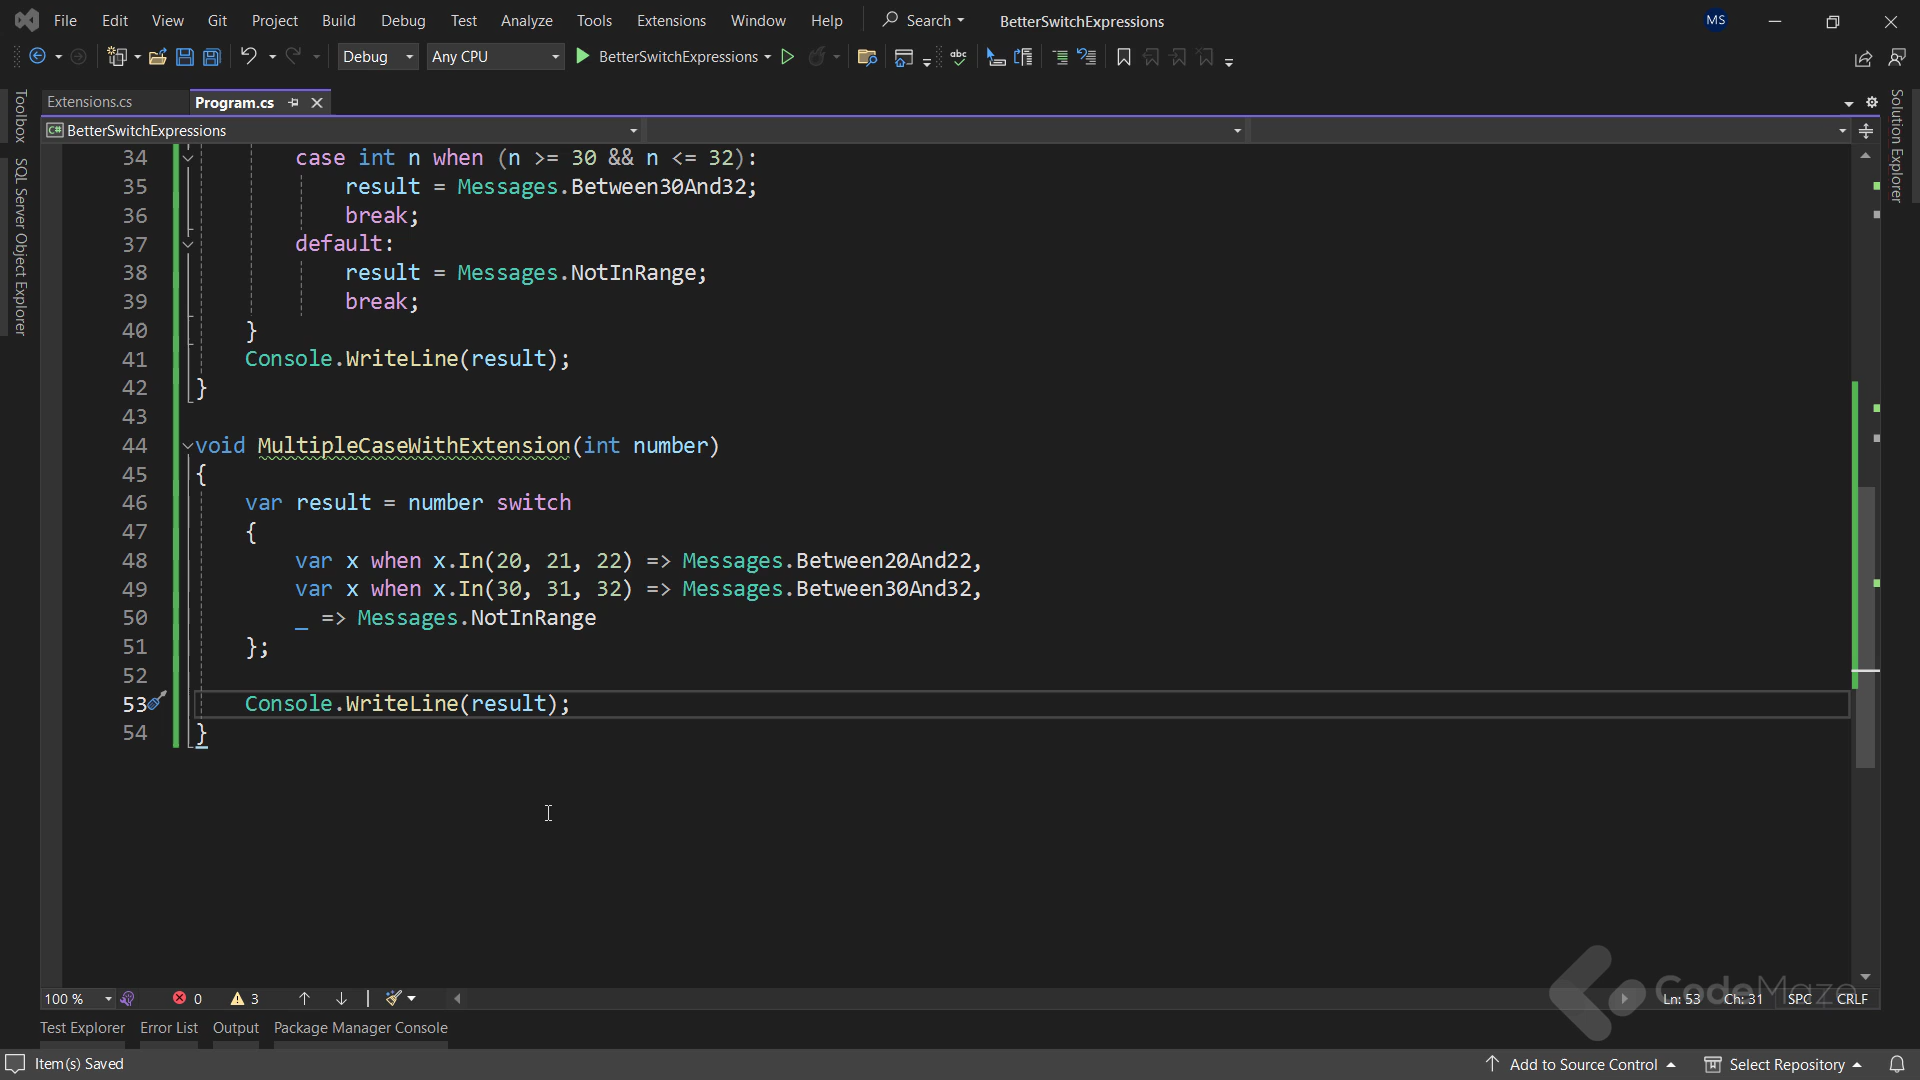 File Edit View Git Project Build Debug Test Analyze Tools Extensions Window Help Search BetterSwitchExpressions MS
Debug Any CPU BetterSwitchExpressions abc
Toolbox
SQL Server Object Explorer
Solution Explorer
Extensions.cs Program.cs
C# BetterSwitchExpressions
34 case int n when (n >= 30 && n <= 32):
35 result = Messages.Between30And32;
36 break;
37 default:
38 result = Messages.NotInRange;
39 break;
40 }
41 Console.WriteLine(result);
42 }
43
44 void MultipleCaseWithExtension(int number)
45 {
46 var result = number switch
47 {
48 var x when x.In(20, 21, 22) => Messages.Between20And22,
49 var x when x.In(30, 31, 32) => Messages.Between30And32,
50 _ => Messages.NotInRange
51 };
52
53 Console.WriteLine(result);
54 }
CodeMaze
100 % 0 3 Ln: 53 Ch: 31 SPC CRLF
Test Explorer Error List Output Package Manager Console
Item(s) Saved Add to Source Control Select Repository